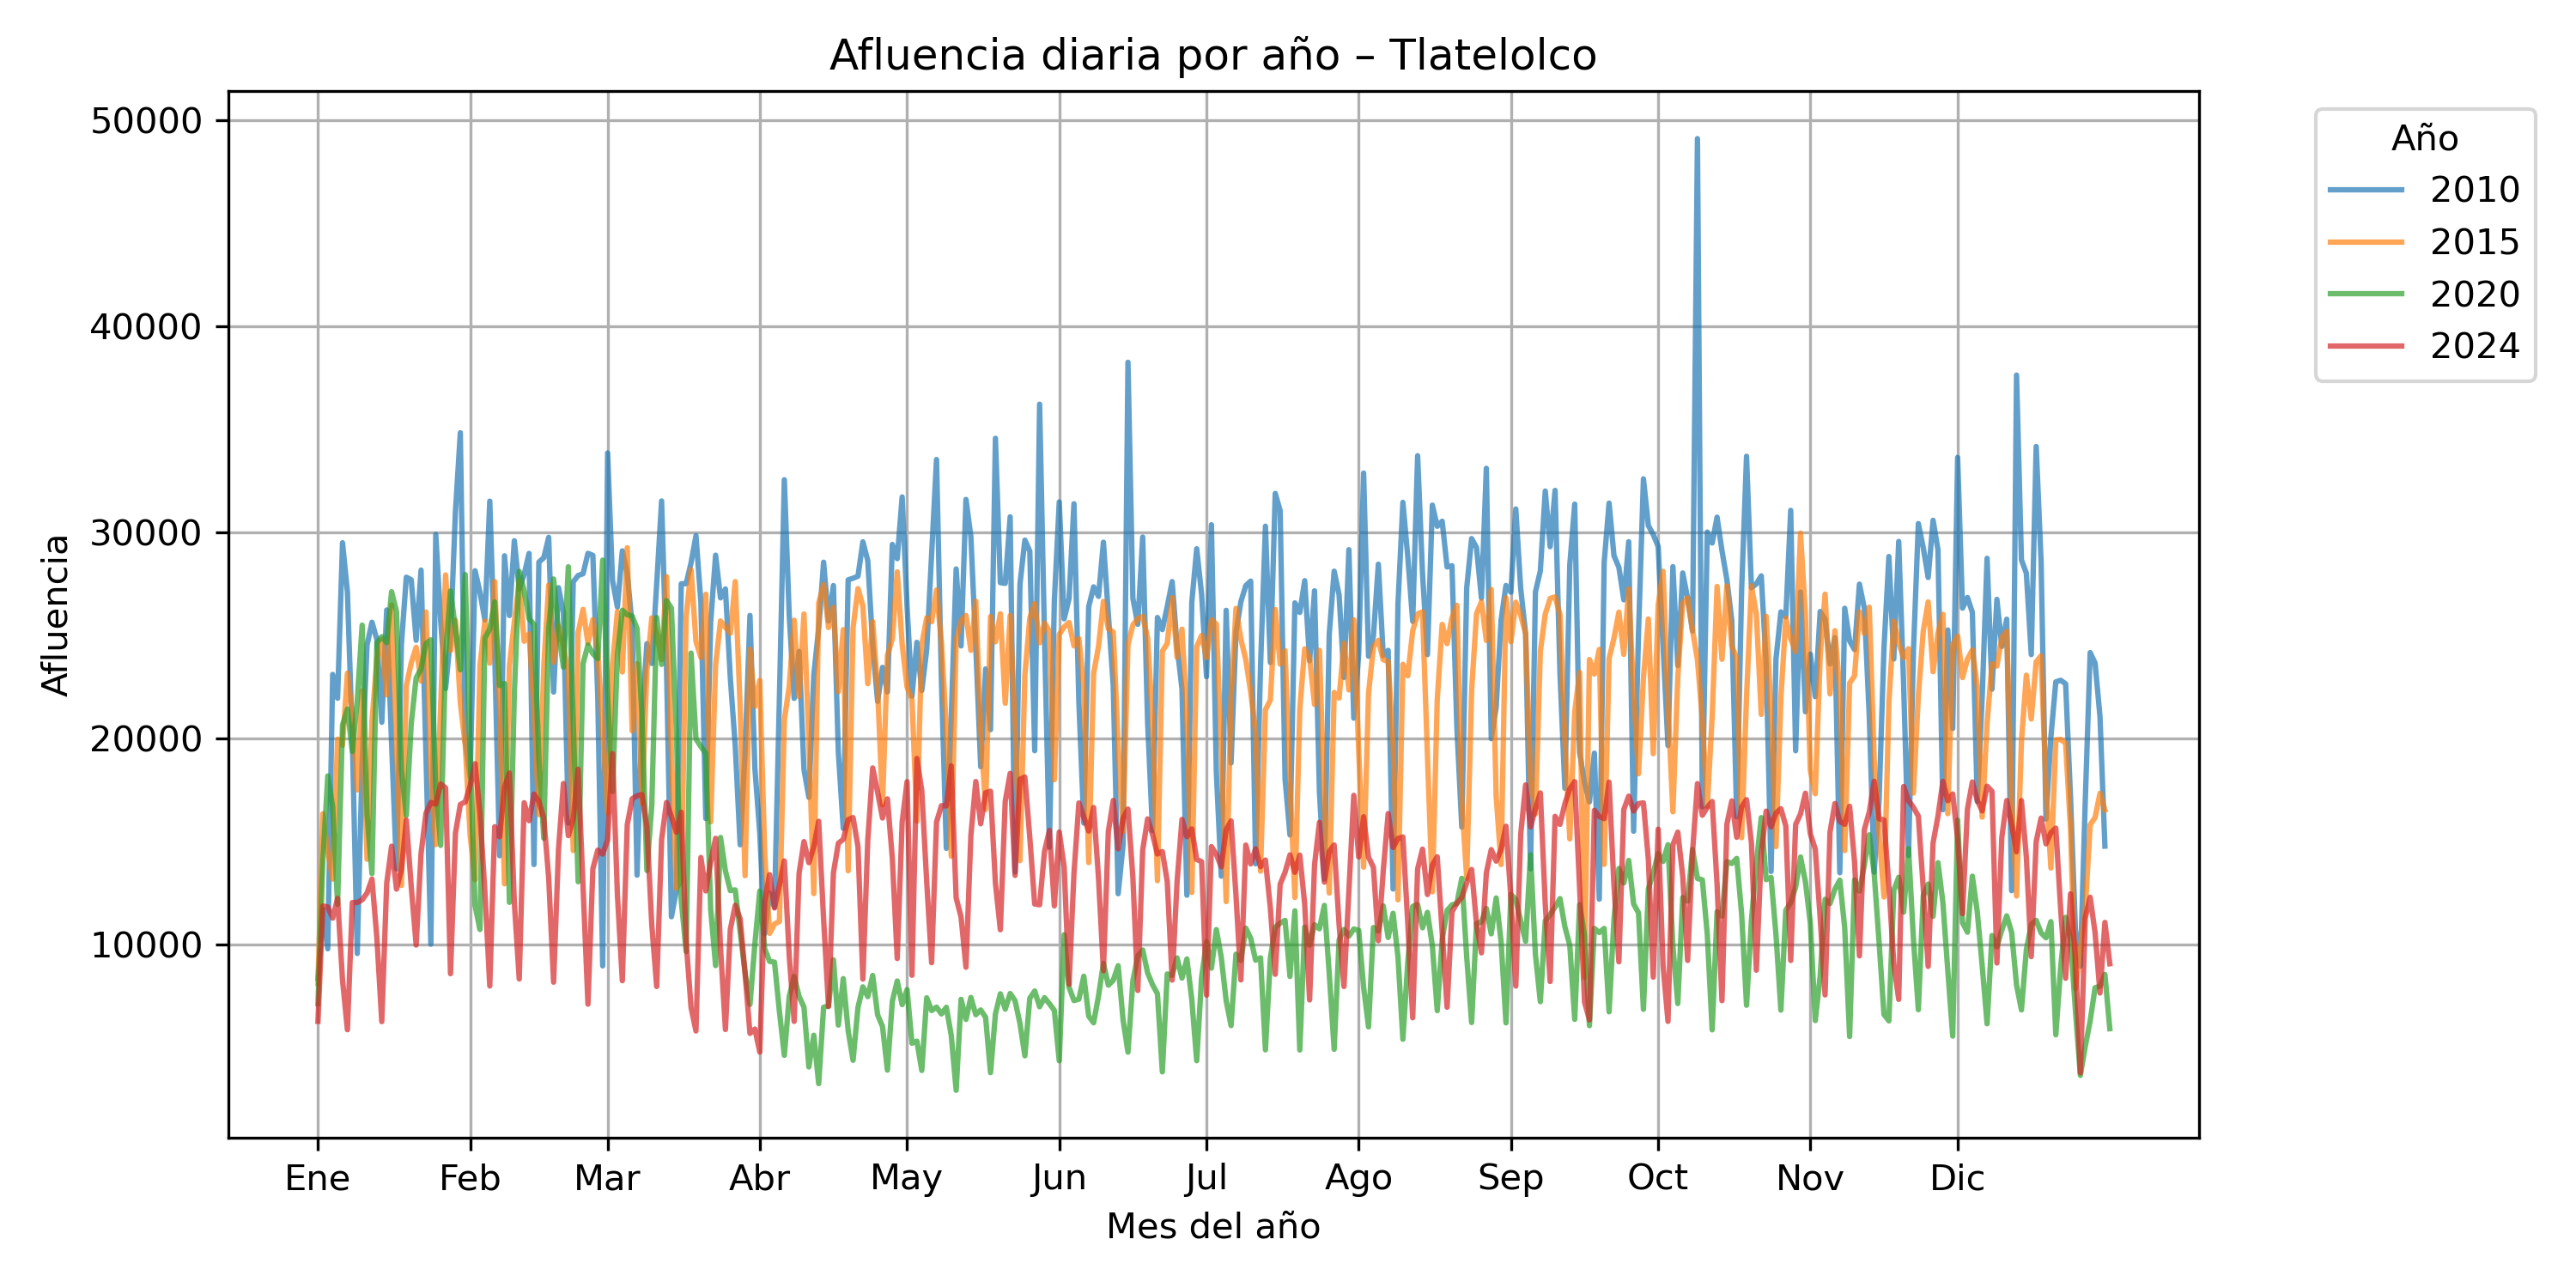 Afluencia diaria por año – Tlatelolco
50000
40000
30000
20000
10000
Afluencia
Ene Feb Mar Abr May Jun Jul Ago Sep Oct Nov Dic
Mes del año
Año
2010
2015
2020
2024